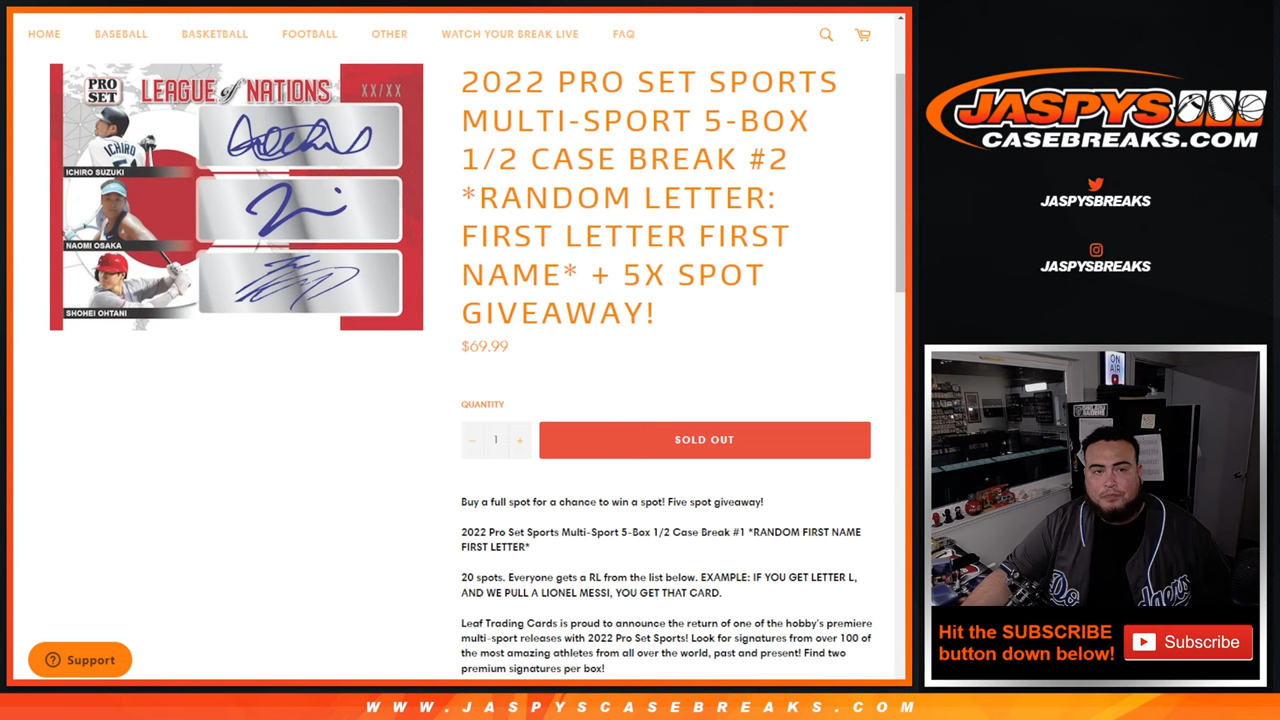 HOME BASEBALL BASKETBALL FOOTBALL OTHER WATCH YOUR BREAK LIVE FAQ
PRO SET
LEAGUE of NATIONS
XX/XX
ICHIRO
ICHIRO SUZUKI
NAOMI OSAKA
SHOHEI OHTANI
2022 PRO SET SPORTS
MULTI-SPORT 5-BOX
1/2 CASE BREAK #2
*RANDOM LETTER:
FIRST LETTER FIRST
NAME* + 5X SPOT
GIVEAWAY!
$69.99
QUANTITY
− 1 +
SOLD OUT
Buy a full spot for a chance to win a spot! Five spot giveaway!
2022 Pro Set Sports Multi-Sport 5-Box 1/2 Case Break #1 *RANDOM FIRST NAME
FIRST LETTER*
20 spots. Everyone gets a RL from the list below. EXAMPLE: IF YOU GET LETTER L,
AND WE PULL A LIONEL MESSI, YOU GET THAT CARD.
Leaf Trading Cards is proud to announce the return of one of the hobby's premiere
multi-sport releases with 2022 Pro Set Sports! Look for signatures from over 100 of
the most amazing athletes from all over the world, past and present! Find two
premium signatures per box!
Support
JASPYS
CASEBREAKS.COM
JASPYSBREAKS
JASPYSBREAKS
ON AIR
Hit the SUBSCRIBE
button down below!
Subscribe
WWW.JASPYSCASEBREAKS.COM